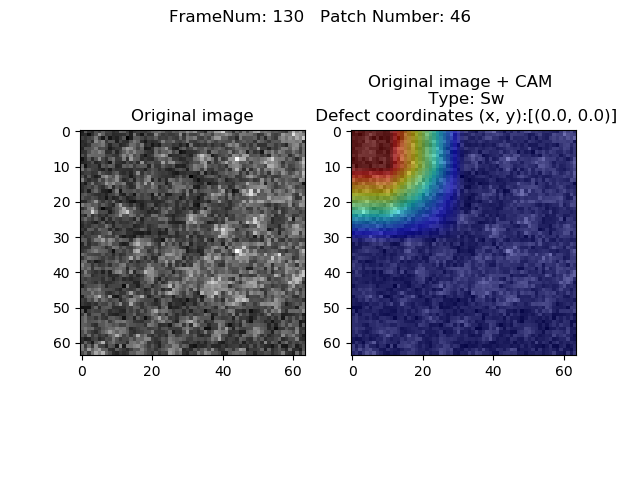 FrameNum: 130   Patch Number: 46
Original image
Original image + CAM
Type: Sw
Defect coordinates (x, y):[(0.0, 0.0)]
0
10
20
30
40
50
60
0 20 40 60
0
10
20
30
40
50
60
0 20 40 60